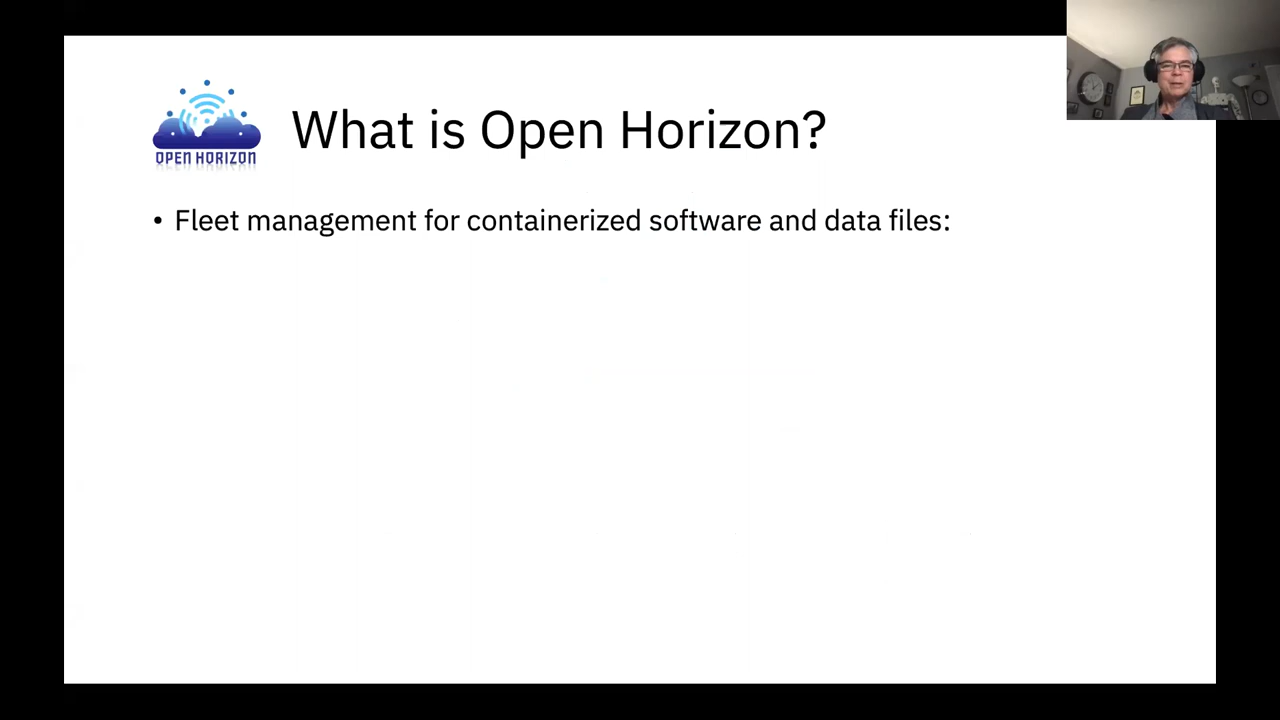 OPEN HORIZON
What is Open Horizon?
• Fleet management for containerized software and data files: